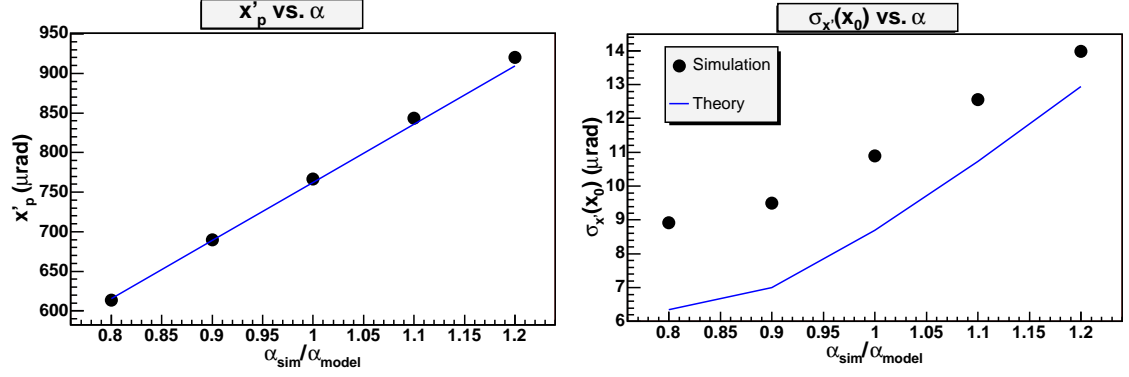 x'p vs. α
950
900
850
800
750
700
650
600
x'p (μrad)
0.8 0.85 0.9 0.95 1 1.05 1.1 1.15 1.2
αsim/αmodel
σx'(x0) vs. α
14
13
12
11
10
9
8
7
6
σx'(x0) (μrad)
Simulation
Theory
0.8 0.85 0.9 0.95 1 1.05 1.1 1.15 1.2
αsim/αmodel